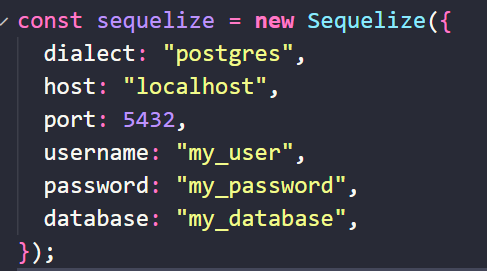 const sequelize = new Sequelize({
dialect: "postgres",
host: "localhost",
port: 5432,
username: "my_user",
password: "my_password",
database: "my_database",
});